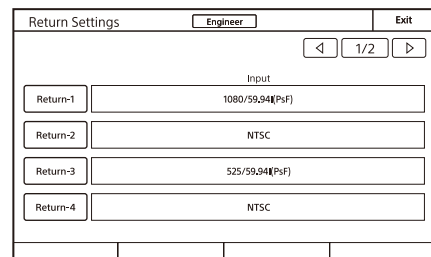 Return Settings Engineer Exit
◁ 1/2 ▷
Input
Return-1 1080/59.94I(PsF)
Return-2 NTSC
Return-3 525/59.94I(PsF)
Return-4 NTSC